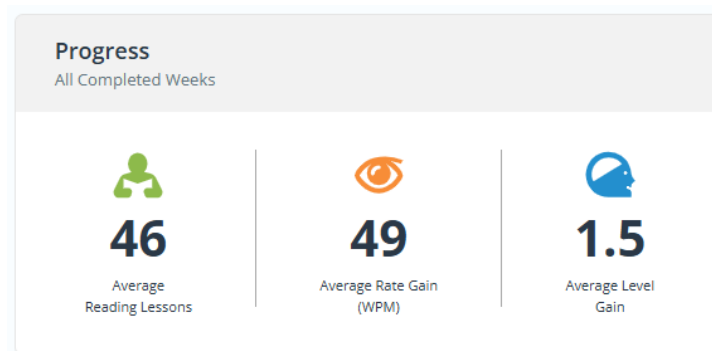 Progress
All Completed Weeks
46
Average
Reading Lessons
49
Average Rate Gain
(WPM)
1.5
Average Level
Gain